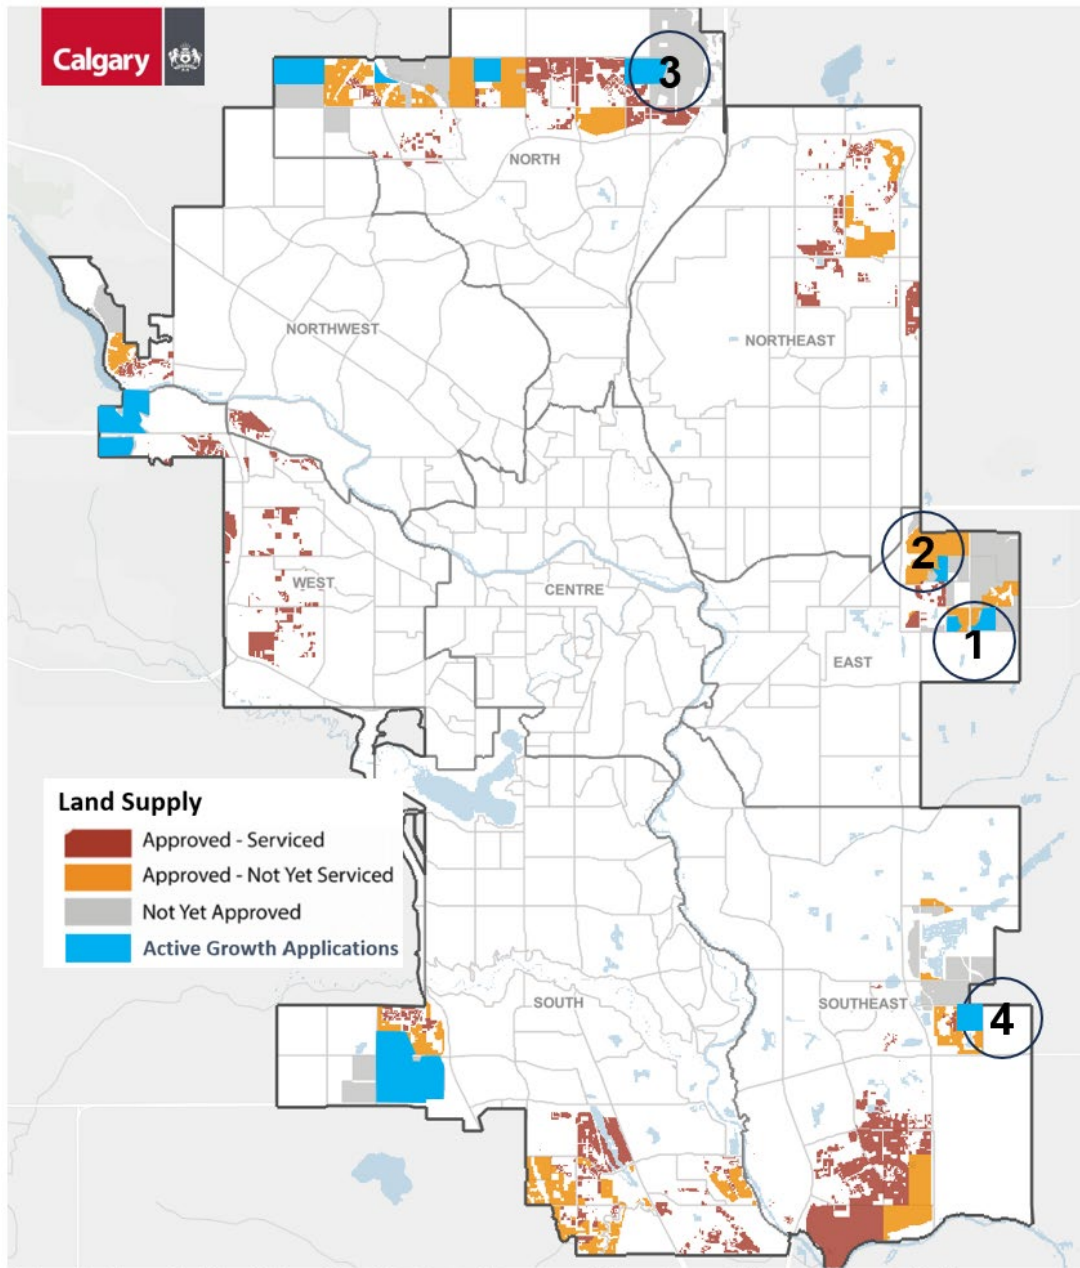 Calgary
3
NORTH
NORTHWEST
NORTHEAST
2
WEST
CENTRE
1
EAST
Land Supply
Approved - Serviced
Approved - Not Yet Serviced
Not Yet Approved
Active Growth Applications
SOUTH
SOUTHEAST
4